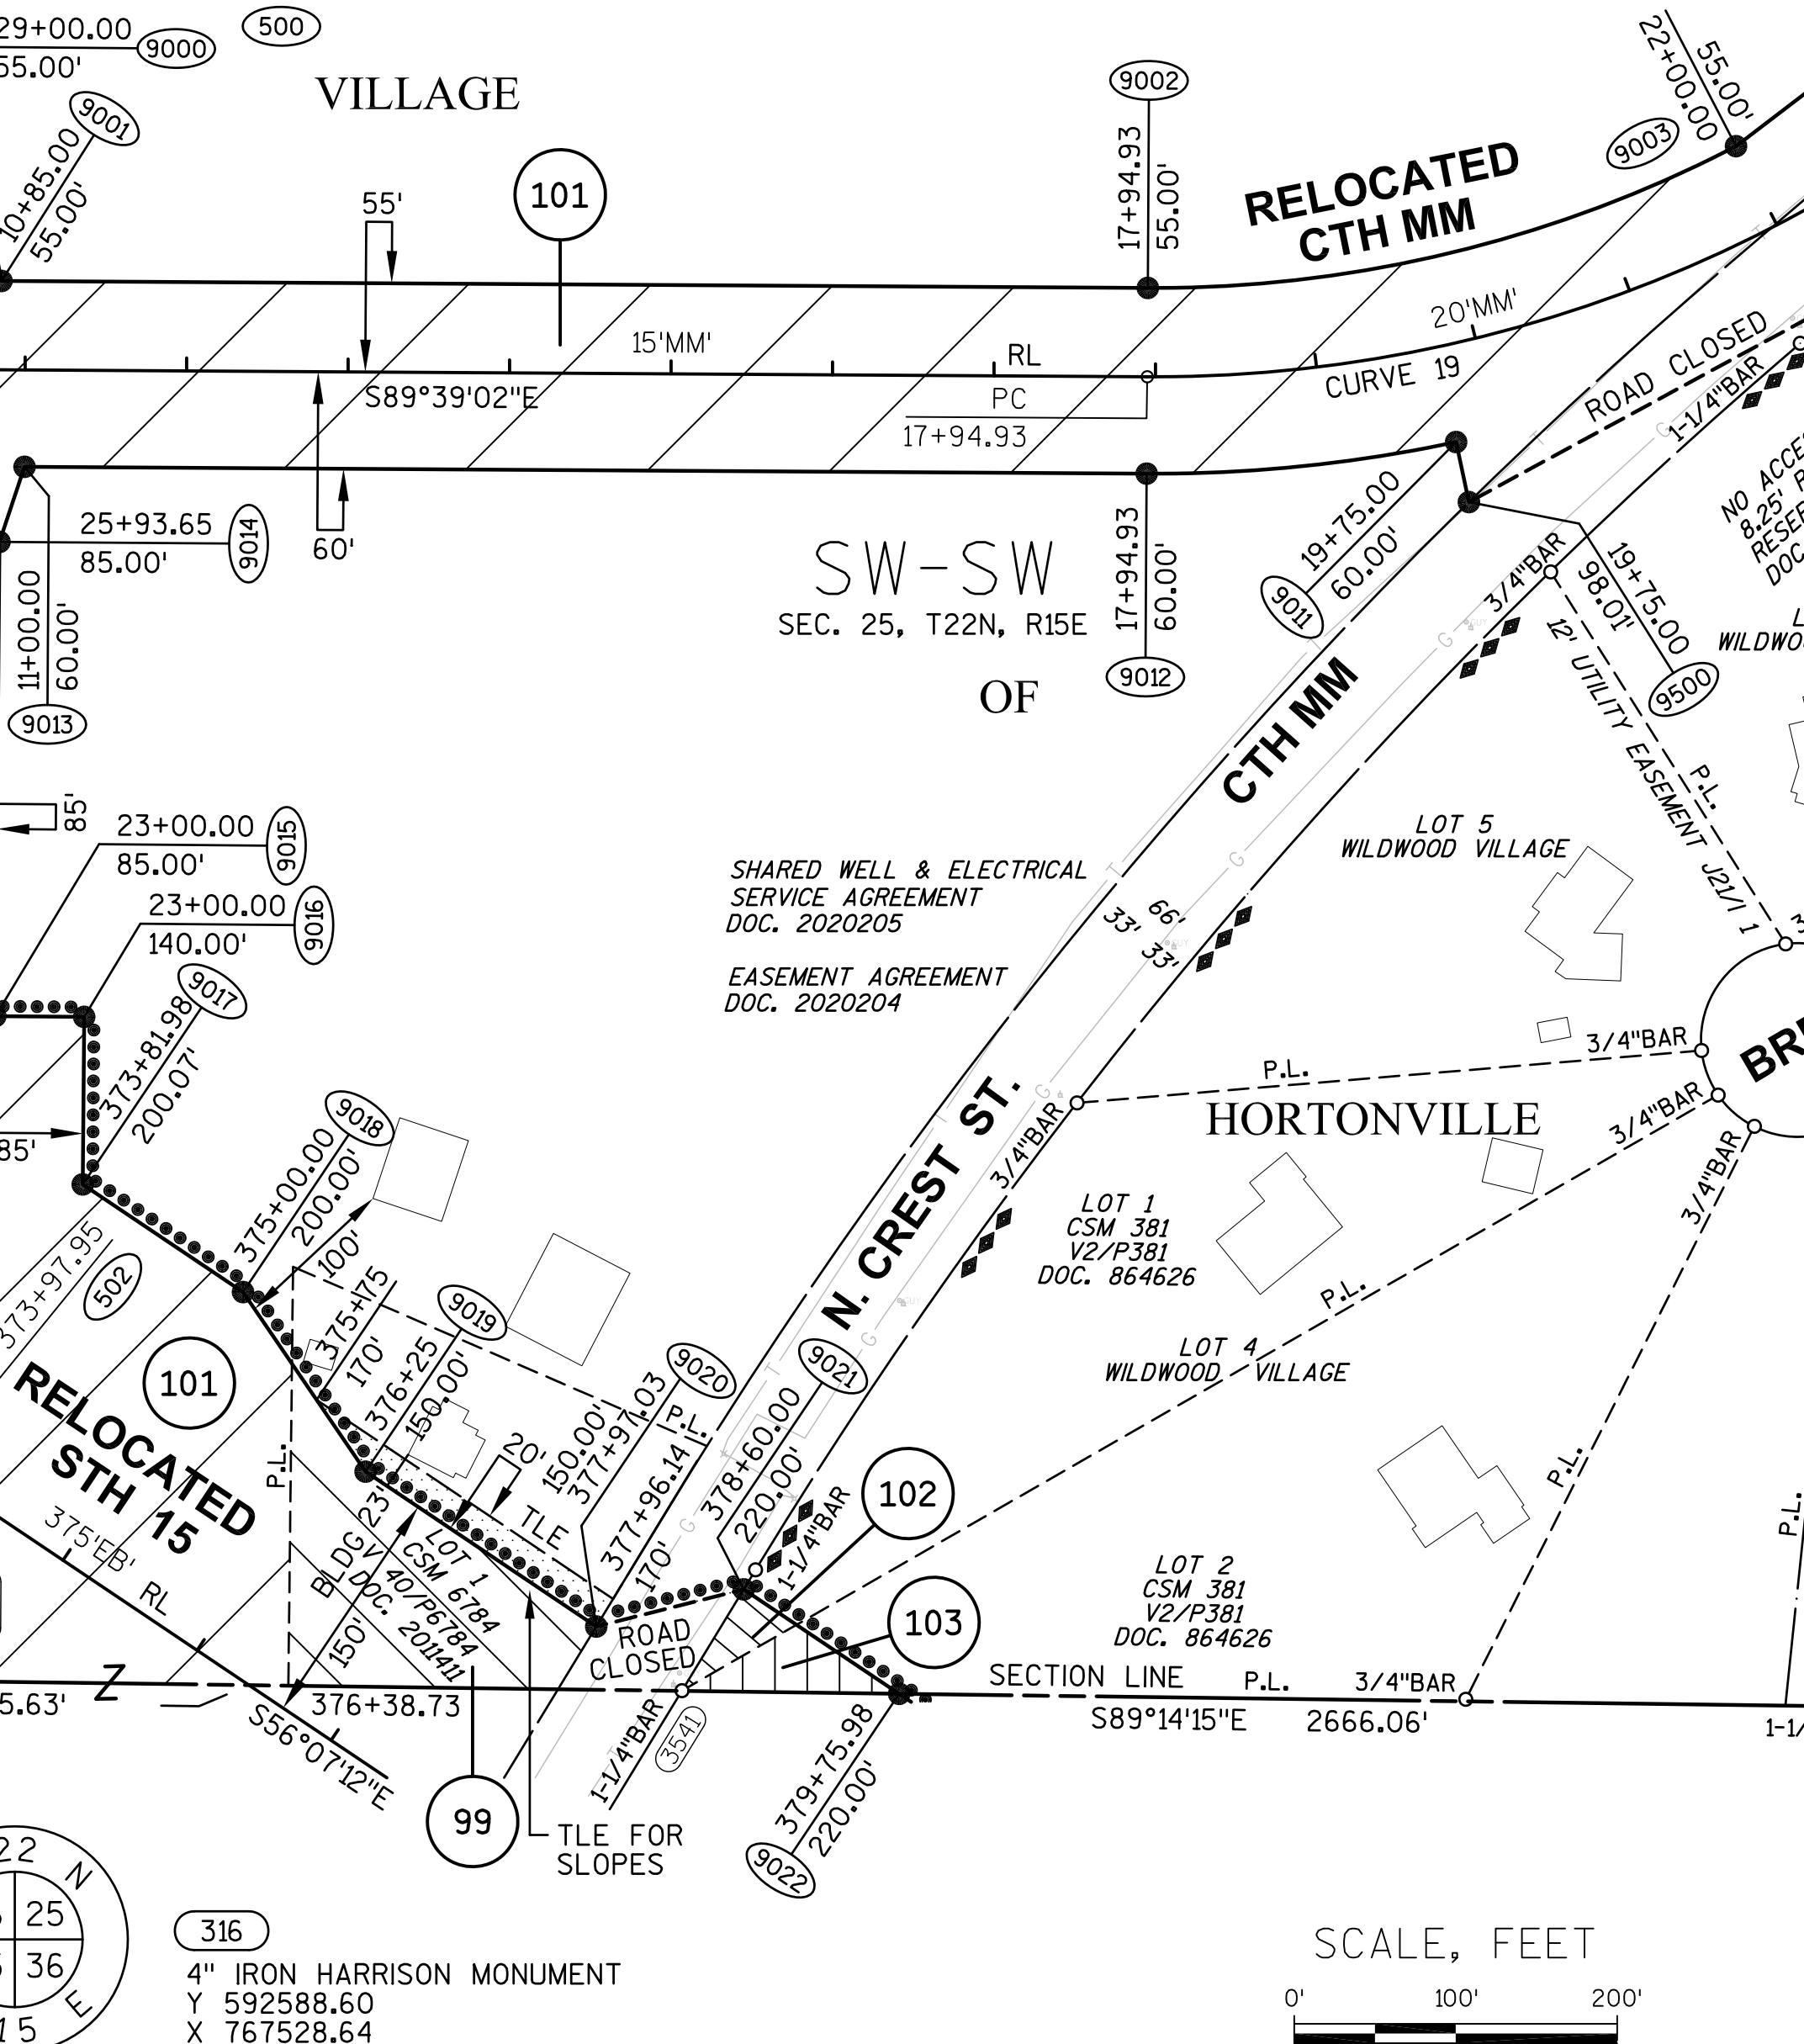 29+00.00
55.00'
9000
500
VILLAGE
9001
10+85.00
55.00'
55'
101
9002
17+94.93
55.00'
RELOCATED
CTH MM
9003
22+00.00
55.00'
15'MM'
RL
20'MM'
S89°39'02"E
PC
17+94.93
CURVE 19
ROAD CLOSED
1-1/4"BAR
25+93.65
85.00'
9014
60'
11+00.00
60.00'
9013
SW-SW
SEC. 25, T22N, R15E
OF
17+94.93
60.00'
9012
19+75.00
60.00'
9011
3/4"BAR
19+75.00
98.01'
9500
NO ACCES
8.25' R
RESE
DOC.
WILDWO
12' UTILITY EASEMENT J21/I 1
P.L.
CTH MM
85'
23+00.00
85.00'
9015
23+00.00
140.00'
9016
9017
373+81.98
200.07'
SHARED WELL & ELECTRICAL
SERVICE AGREEMENT
DOC. 2020205
EASEMENT AGREEMENT
DOC. 2020204
66'
33' 33'
LOT 5
WILDWOOD VILLAGE
P.L.
3/4"BAR
BR
HORTONVILLE
3/4"BAR
3/4"BAR
3/4"BAR
N. CREST ST.
85'
9018
375+00.00
200.00'
100'
373+97.95
502
LOT 1
CSM 381
V2/P381
DOC. 864626
P.L.
LOT 4
WILDWOOD VILLAGE
375+75
170'
9019
376+25
150.00'
101
RELOCATED
STH 15
P.L.
20'
TLE
9020
377+97.03
150.00'
P.L.
377+96.14
170'
9021
378+60.00
220.00'
1-1/4"BAR
102
103
P.L.
P.L.
375'EB'
RL
BLDG 23'
150'
LOT 1
CSM 6784
V 40/P6784
DOC. 2011411
ROAD
CLOSED
LOT 2
CSM 381
V2/P381
DOC. 864626
5.63'
Z
376+38.73
S56°07'12"E
SECTION LINE
P.L.
3/4"BAR
S89°14'15"E
2666.06'
1-1/
1-1/4"BAR
3541
379+75.98
220.00'
9022
99
TLE FOR
SLOPES
22 N
25
36
15 E
316
4" IRON HARRISON MONUMENT
Y 592588.60
X 767528.64
SCALE, FEET
0' 100' 200'